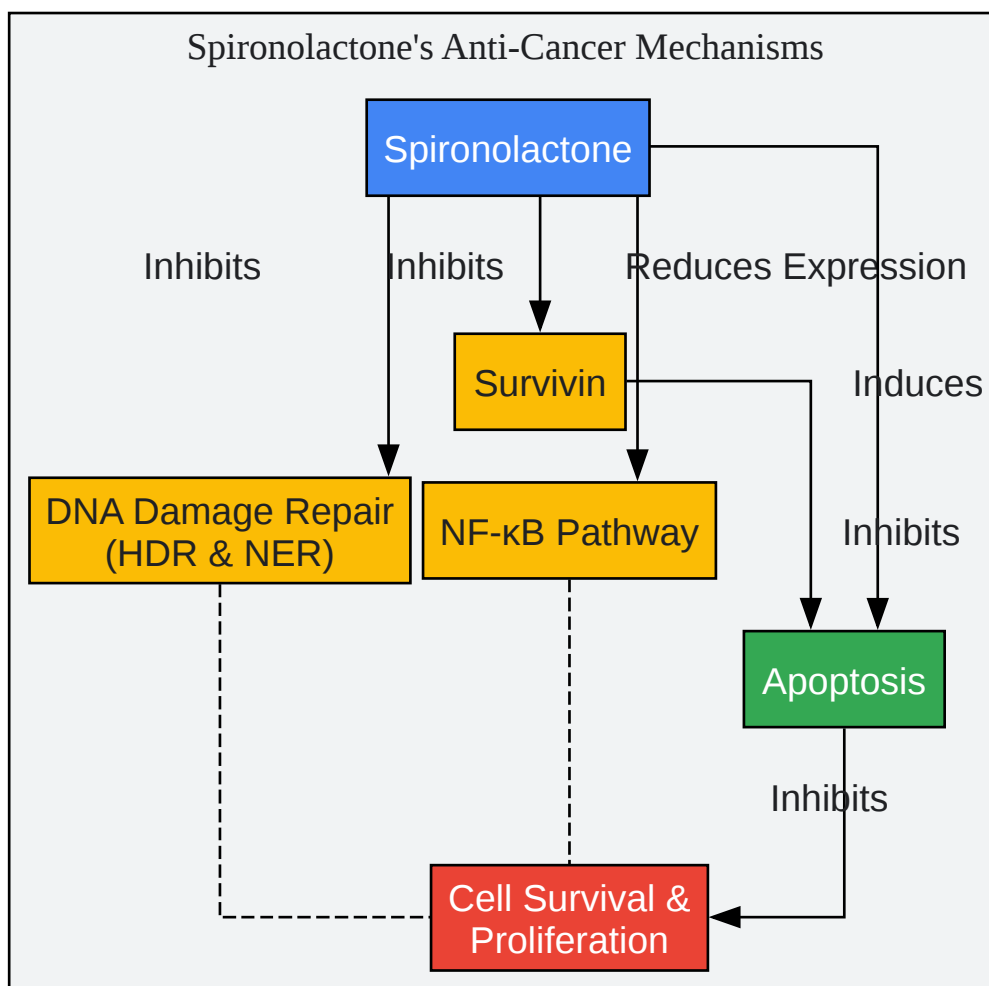 Spironolactone's Anti-Cancer Mechanisms
Spironolactone
Inhibits
Inhibits
Reduces Expression
Survivin
Induces
DNA Damage Repair
(HDR & NER)
NF-κB Pathway
Inhibits
Apoptosis
Inhibits
Cell Survival &
Proliferation